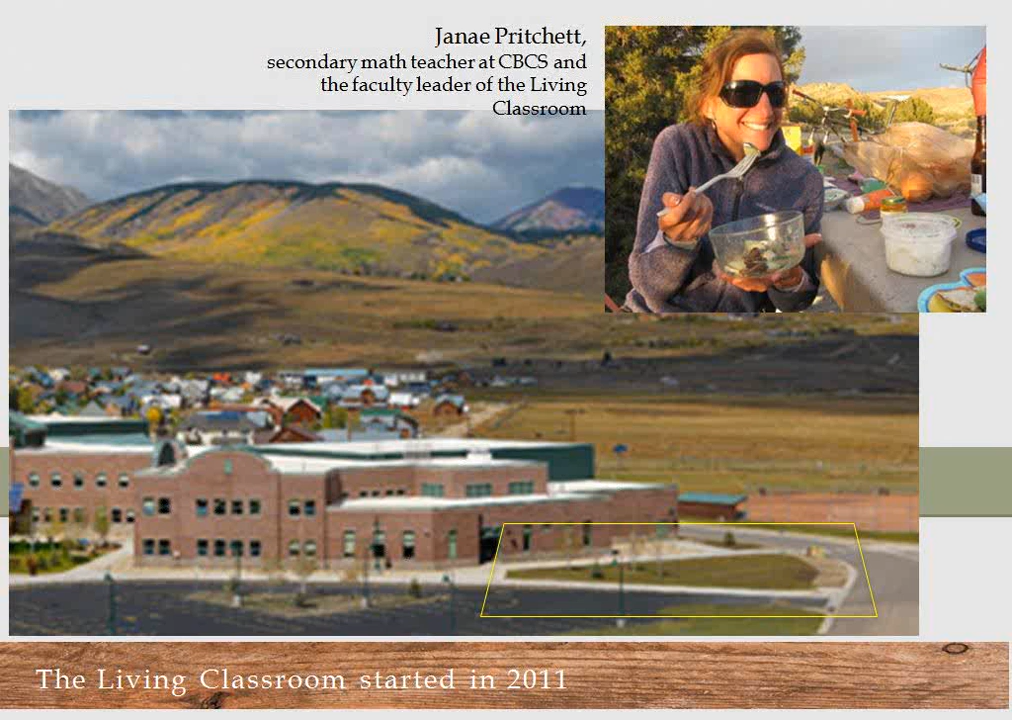 Janae Pritchett,
secondary math teacher at CBCS and
the faculty leader of the Living
Classroom
The Living Classroom started in 2011